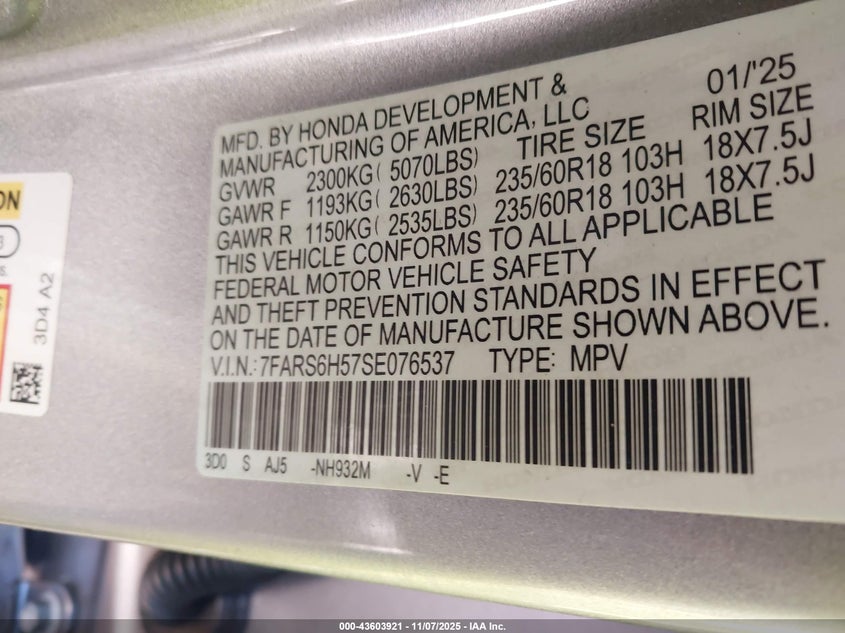 01/'25
MFD. BY HONDA DEVELOPMENT &
MANUFACTURING OF AMERICA, LLC
TIRE SIZE RIM SIZE
GVWR 2300KG( 5070LBS)
GAWR F 1193KG( 2630LBS) 235/60R18 103H 18X7.5J
GAWR R 1150KG( 2535LBS) 235/60R18 103H 18X7.5J
THIS VEHICLE CONFORMS TO ALL APPLICABLE
FEDERAL MOTOR VEHICLE SAFETY
AND THEFT PREVENTION STANDARDS IN EFFECT
ON THE DATE OF MANUFACTURE SHOWN ABOVE.
V.I.N.: 7FARS6H57SE076537 TYPE: MPV
3D0 S AJ5 -NH932M -V -E
3D4 A2
000-43603921 | 11/07/2025 - IAA Inc.